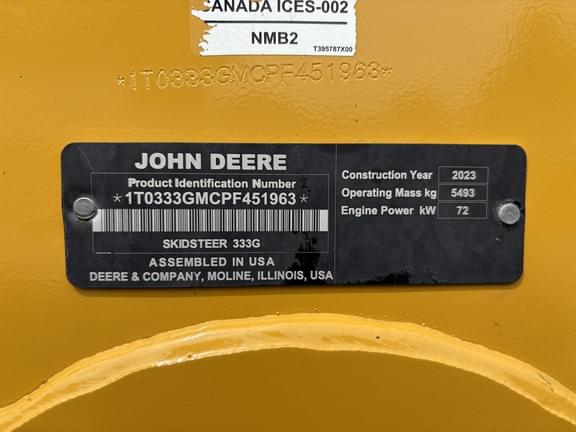 CANADA ICES-002
NMB2
T395787X00
*1T0333GMCPF451963*
JOHN DEERE
Product Identification Number
*1T0333GMCPF451963*
SKIDSTEER 333G
ASSEMBLED IN USA
DEERE & COMPANY, MOLINE, ILLINOIS, USA
Construction Year 2023
Operating Mass kg 5493
Engine Power kW 72